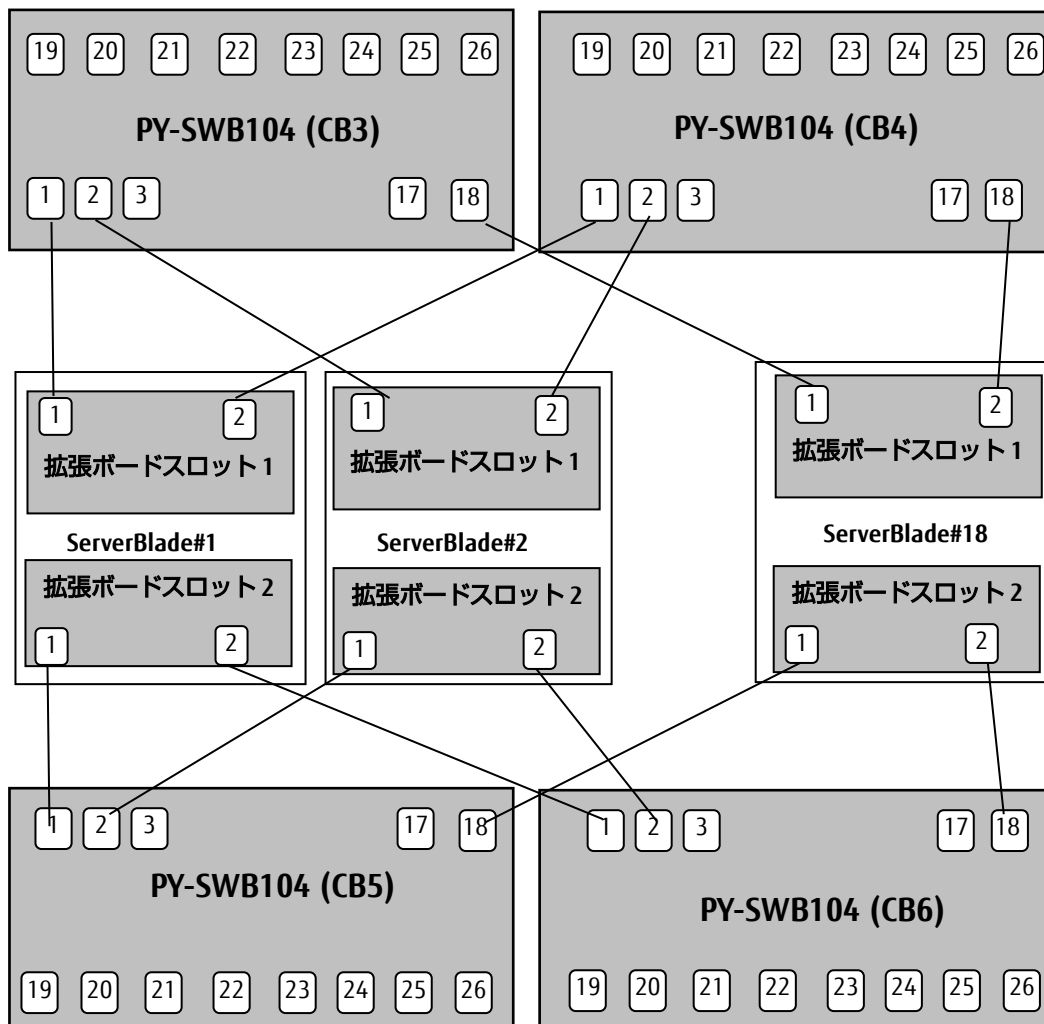 19 20 21 22 23 24 25 26
PY-SWB104 (CB3)
1 2 3 17 18
19 20 21 22 23 24 25 26
PY-SWB104 (CB4)
1 2 3 17 18
1 2
拡張ボードスロット 1
ServerBlade#1
拡張ボードスロット 2
1 2
1 2
拡張ボードスロット 1
ServerBlade#2
拡張ボードスロット 2
1 2
1 2
拡張ボードスロット 1
ServerBlade#18
拡張ボードスロット 2
1 2
1 2 3 17 18
PY-SWB104 (CB5)
19 20 21 22 23 24 25 26
1 2 3 17 18
PY-SWB104 (CB6)
19 20 21 22 23 24 25 26